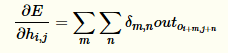 ∂E/∂h_{i,j} = ∑_m ∑_n δ_{m,n} out_{o_{i+m,j+n}}